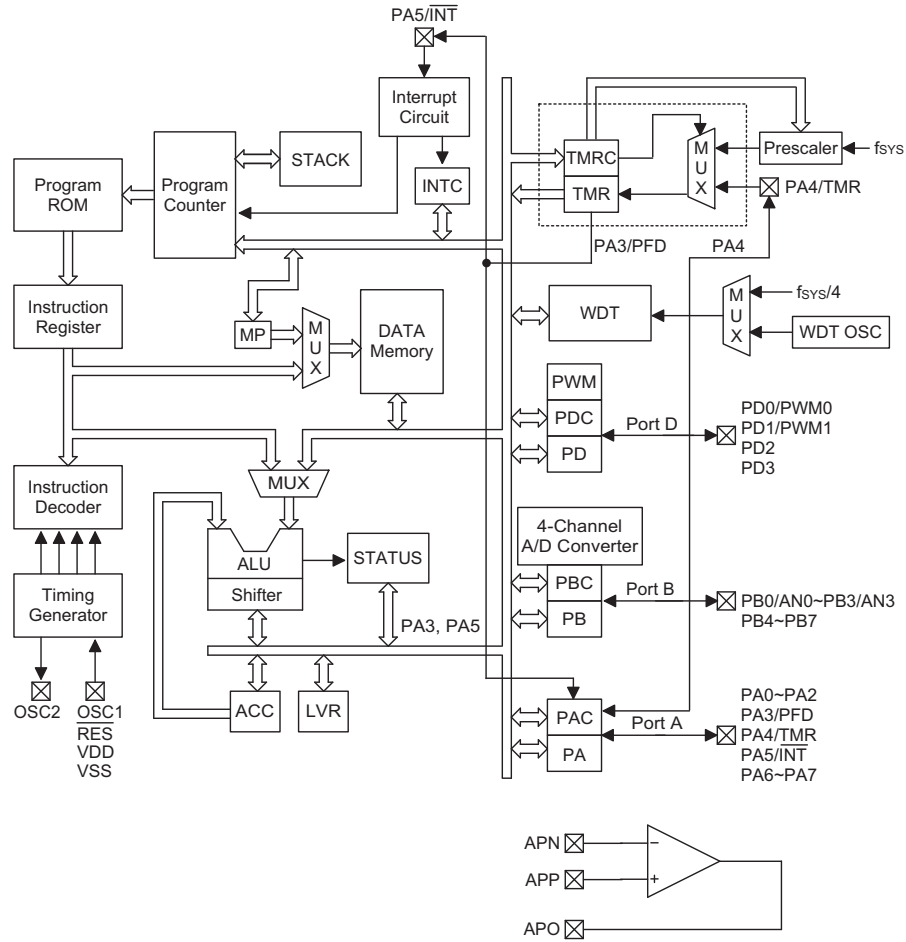 PA5/INT
Interrupt
Circuit
STACK
Program
ROM
Program
Counter
INTC
TMRC
TMR
M
U
X
Prescaler
fSYS
PA4/TMR
PA3/PFD
PA4
Instruction
Register
MP
M
U
X
DATA
Memory
WDT
M
U
X
fSYS/4
WDT OSC
PWM
PDC
PD
Port D
PD0/PWM0
PD1/PWM1
PD2
PD3
MUX
Instruction
Decoder
ALU
Shifter
STATUS
4-Channel
A/D Converter
PBC
PB
Port B
PB0/AN0~PB3/AN3
PB4~PB7
Timing
Generator
PA3, PA5
OSC2
OSC1
RES
VDD
VSS
ACC
LVR
PAC
PA
Port A
PA0~PA2
PA3/PFD
PA4/TMR
PA5/INT
PA6~PA7
APN
−
APP
+
APO